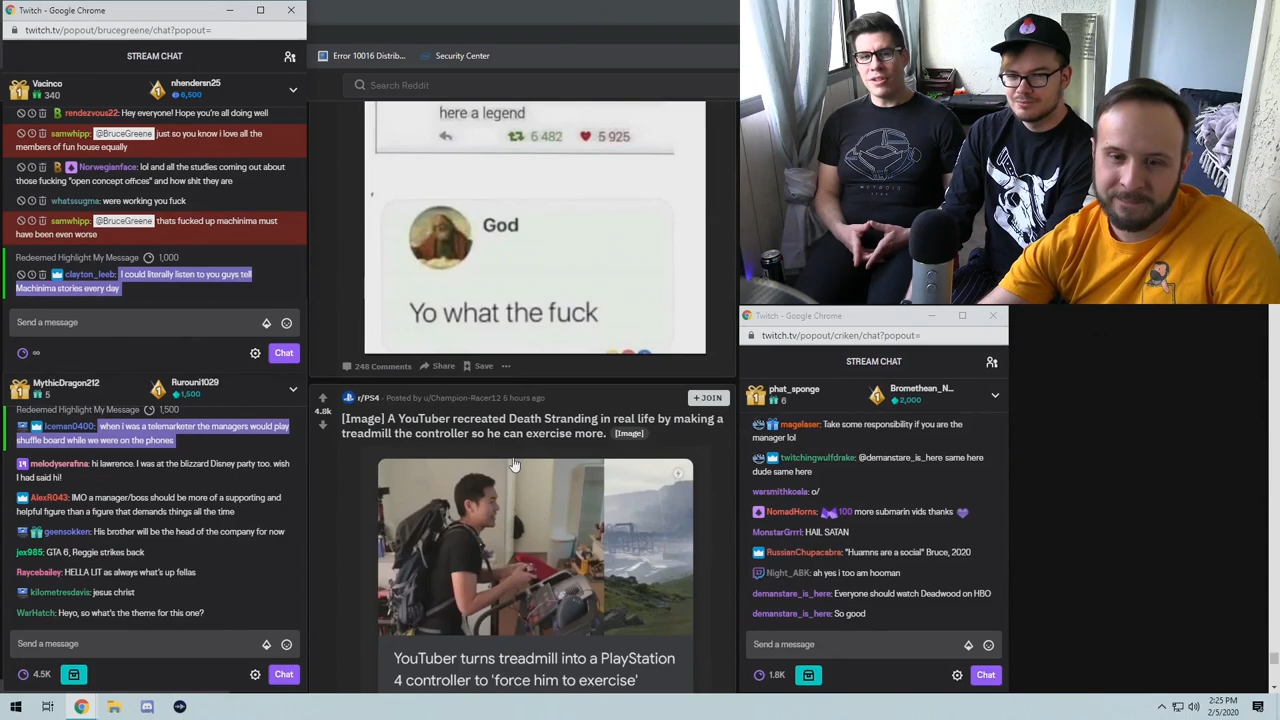 Twitch - Google Chrome
twitch.tv/popout/brucegreene/chat?popout=
STREAM CHAT
Vacinco
340
nhendersn25
6,500
rendezvous22: Hey everyone! Hope you're all doing well
samwhipp: @BruceGreene just so you know i love all the
members of fun house equally
Norwegianface: lol and all the studies coming out about
those fucking "open concept offices" and how shit they are
whatssugma: were working you fuck
samwhipp: @BruceGreene thats fucked up machinima must
have been even worse
Redeemed Highlight My Message 1,000
clayton_leeb: I could literally listen to you guys tell
Machinima stories every day
Send a message
∞
Chat
MythicDragon212
5
Rurouni1029
1,500
Redeemed Highlight My Message 1,500
Iceman0400: when i was a telemarketer the managers would play
shuffle board while we were on the phones
melodyserafina: hi lawrence. I was at the blizzard Disney party too. wish
I had said hi!
AlexR043: IMO a manager/boss should be more of a supporting and
helpful figure than a figure that demands things all the time
geensokken: His brother will be the head of the company for now
jex985: GTA 6, Reggie strikes back
Raycebailey: HELLA LIT as always what's up fellas
kilometresdavis: jesus christ
WarHatch: Heyo, so what's the theme for this one?
Send a message
4.5K
Chat
Error 10016 Distrib...
Security Center
Search Reddit
here a legend
6 482
5 925
God
Yo what the fuck
248 Comments
Share
Save
4.8k
r/PS4
Posted by u/Champion-Racer12 5 hours ago
+ JOIN
[Image] A YouTuber recreated Death Stranding in real life by making a
treadmill the controller so he can exercise more. [Image]
YouTuber turns treadmill into a PlayStation
4 controller to 'force him to exercise'
Twitch - Google Chrome
twitch.tv/popout/criken/chat?popout=
STREAM CHAT
phat_sponge
6
Bromethean_N...
2,000
magelaser: Take some responsibility if you are the
manager lol
twitchingwulfdrake: @demanstare_is_here same here
dude same here
warsmithkoala: o/
NomadHorns: 100 more submarin vids thanks
MonstarGrrrl: HAIL SATAN
RussianChupacabra: "Huamns are a social" Bruce, 2020
Night_ABK: ah yes i too am hooman
demanstare_is_here: Everyone should watch Deadwood on HBO
demanstare_is_here: So good
Send a message
1.8K
Chat
2:25 PM
2/5/2020